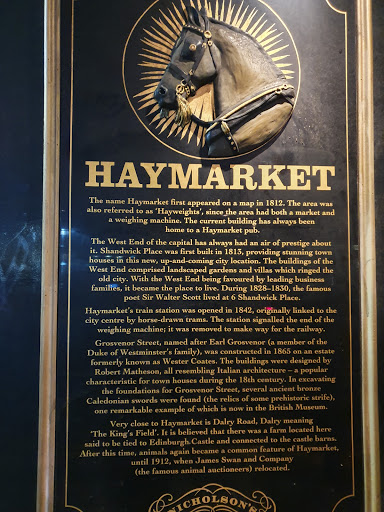 HAYMARKET
The name Haymarket first appeared on a map in 1812. The area was
also referred to as ‘Hayweights’, since the area had both a market and
a weighing machine. The current building has always been
home to a Haymarket pub.
The West End of the capital has always had an air of prestige about
it. Shandwick Place was first built in 1813, providing stunning town
houses in this new, up-and-coming city location. The buildings of the
West End comprised landscaped gardens and villas which ringed the
old city. With the West End being favoured by leading business
families, it became the place to live. During 1828–1830, the famous
poet Sir Walter Scott lived at 6 Shandwick Place.
Haymarket’s train station was opened in 1842, originally linked to the
city centre by horse-drawn trams. The station signalled the end of the
weighing machine; it was removed to make way for the railway.
Grosvenor Street, named after Earl Grosvenor (a member of the
Duke of Westminster’s family), was constructed in 1865 on an estate
formerly known as Wester Coates. The buildings were designed by
Robert Matheson, all resembling Italian architecture – a popular
characteristic for town houses during the 18th century. In excavating
the foundations for Grosvenor Street, several ancient bronze
Caledonian swords were found (the relics of some prehistoric strife),
one remarkable example of which is now in the British Museum.
Very close to Haymarket is Dalry Road, Dalry meaning
‘The King’s Field’. It is believed that there was a farm located here
said to be tied to Edinburgh Castle and connected to the castle barns.
After this time, animals again became a common feature of Haymarket,
until 1912, when James Swan and Company
(the famous animal auctioneers) relocated.
NICHOLSON’S